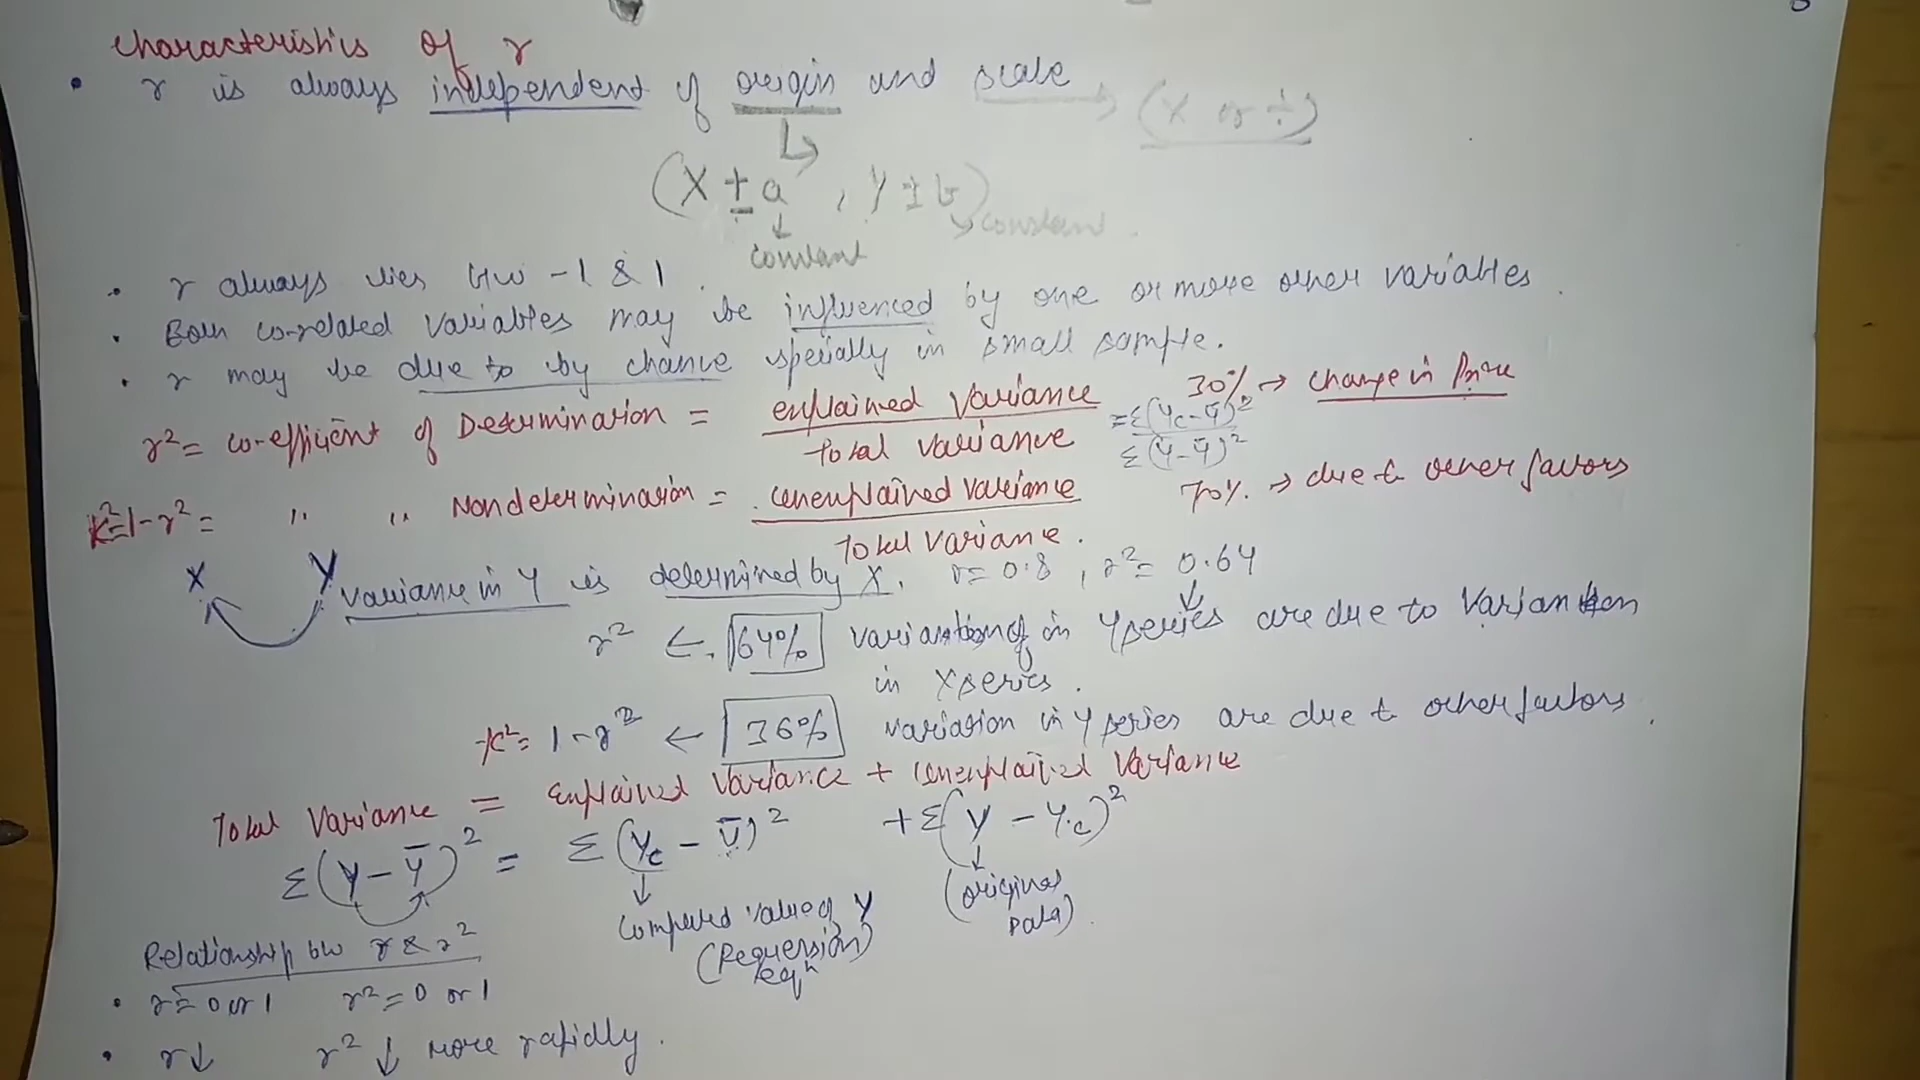 Characteristics of r
• r is always independent of origin and scale → (X or ÷)
(X ± a , Y ± b)
constant constant
• r always lies b/w -1 & 1.
• Both co-related variables may be influenced by one or more other variables.
• r may be due to by chance specially in small sample.
r² = co-efficient of Determination = explained variance / Total variance = Σ(Yc - Ȳ)² / Σ(Y - Ȳ)² 30% → change in Price
K² = 1 - r² = " " Nondetermination = unexplained variance / Total variance. 70% → due to other factors
X Y variance in Y is determined by X. r = 0.8 , r² = 0.64
r² ← 64% variation in Y series are due to variation
in X series.
K² = 1 - r² ← 36% variation in Y series are due to other factors.
Total Variance = Explained Variance + Unexplained Variance
Σ(Y - Ȳ)² = Σ(Yc - Ȳ)² + Σ(Y - Yc)²
value of Y (original
(Regression) Data).
eqⁿ
Relationship bw r & r²
• r = 0 or 1 r² = 0 or 1
• r↓ r² ↓ more rapidly.